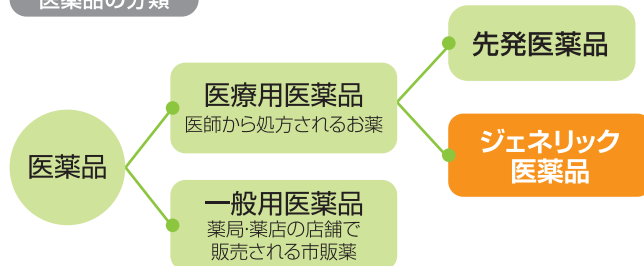 医薬品の分類
先発医薬品
医療用医薬品
医師から処方されるお薬
ジェネリック
医薬品
医薬品
一般用医薬品
薬局・薬店の店舗で
販売される市販薬